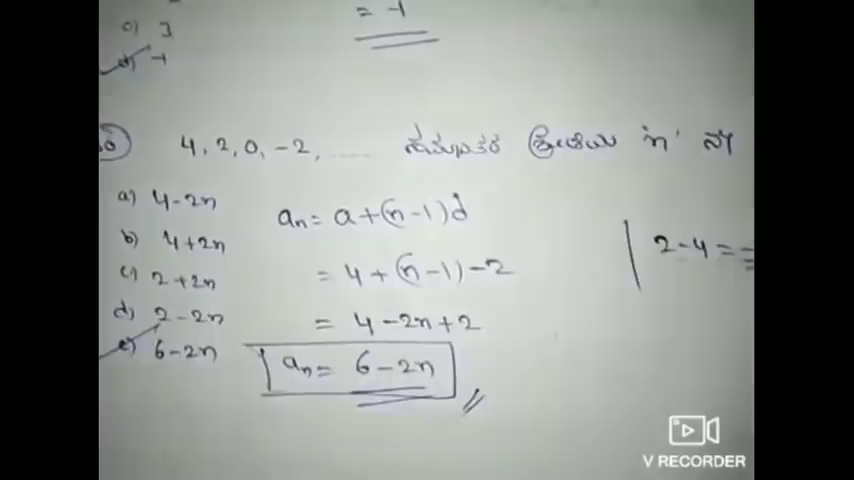 = -1
c) 3
d) -1
4, 2, 0, -2, ...... ಸಮಾಂತರ ಶ್ರೇಢಿಯ 'n' ನೇ
a) 4-2n
b) 4+2n
c) 2+2n
d) 2-2n
e) 6-2n
an = a+(n-1)d
= 4+(n-1)-2
= 4-2n+2
an = 6-2n
2-4 =
V RECORDER